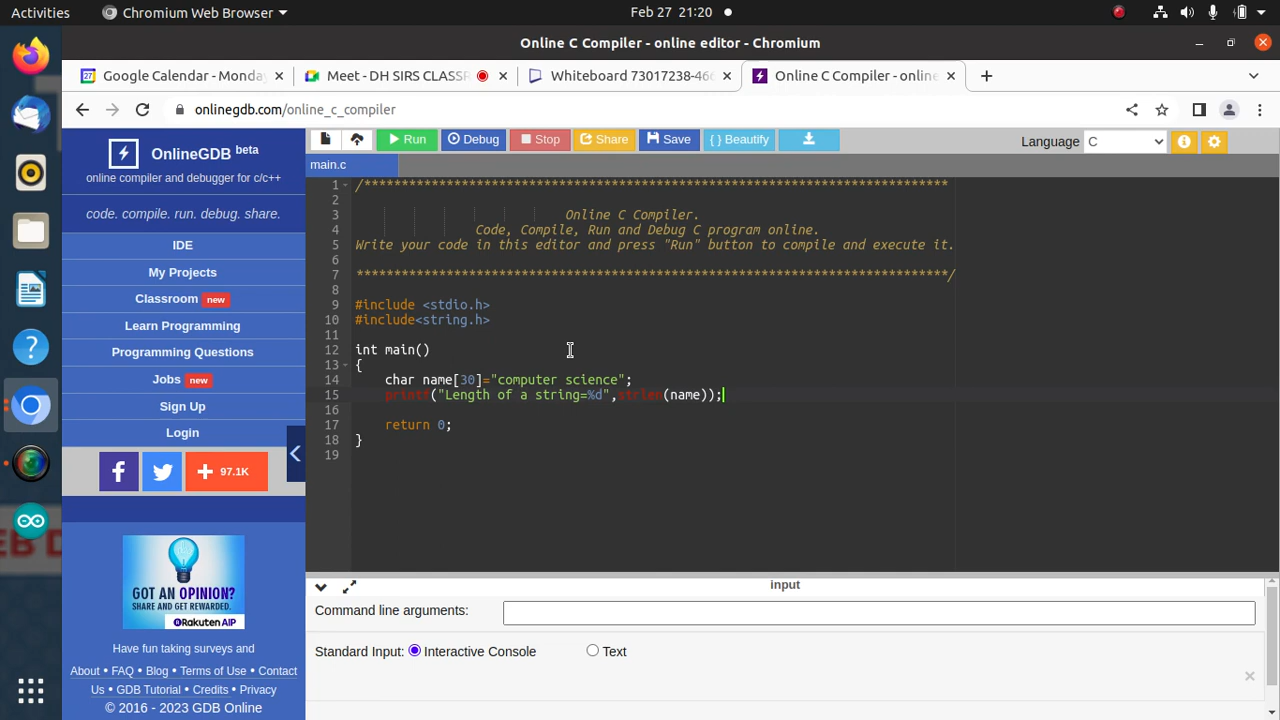 Activities Chromium Web Browser Feb 27 21:20
Online C Compiler - online editor - Chromium
Google Calendar - Monda Meet - DH SIRS CLASSR Whiteboard 73017238-46 Online C Compiler - online
onlinegdb.com/online_c_compiler
OnlineGDB beta
online compiler and debugger for c/c++
code. compile. run. debug. share.
IDE
My Projects
Classroom new
Learn Programming
Programming Questions
Jobs new
Sign Up
Login
f + 97.1K
GOT AN OPINION?
SHARE AND GET REWARDED.
Rakuten AIP
Have fun taking surveys and
About • FAQ • Blog • Terms of Use • Contact
Us • GDB Tutorial • Credits • Privacy
© 2016 - 2023 GDB Online
Run Debug Stop Share Save { } Beautify Language C
main.c
1 /******************************************************************************
2
3 Online C Compiler.
4 Code, Compile, Run and Debug C program online.
5 Write your code in this editor and press "Run" button to compile and execute it.
6
7 *******************************************************************************/
8
9 #include <stdio.h>
10 #include<string.h>
11
12 int main()
13 {
14 char name[30]="computer science";
15 printf("Length of a string=%d",strlen(name));
16
17 return 0;
18 }
19
input
Command line arguments:
Standard Input: Interactive Console Text